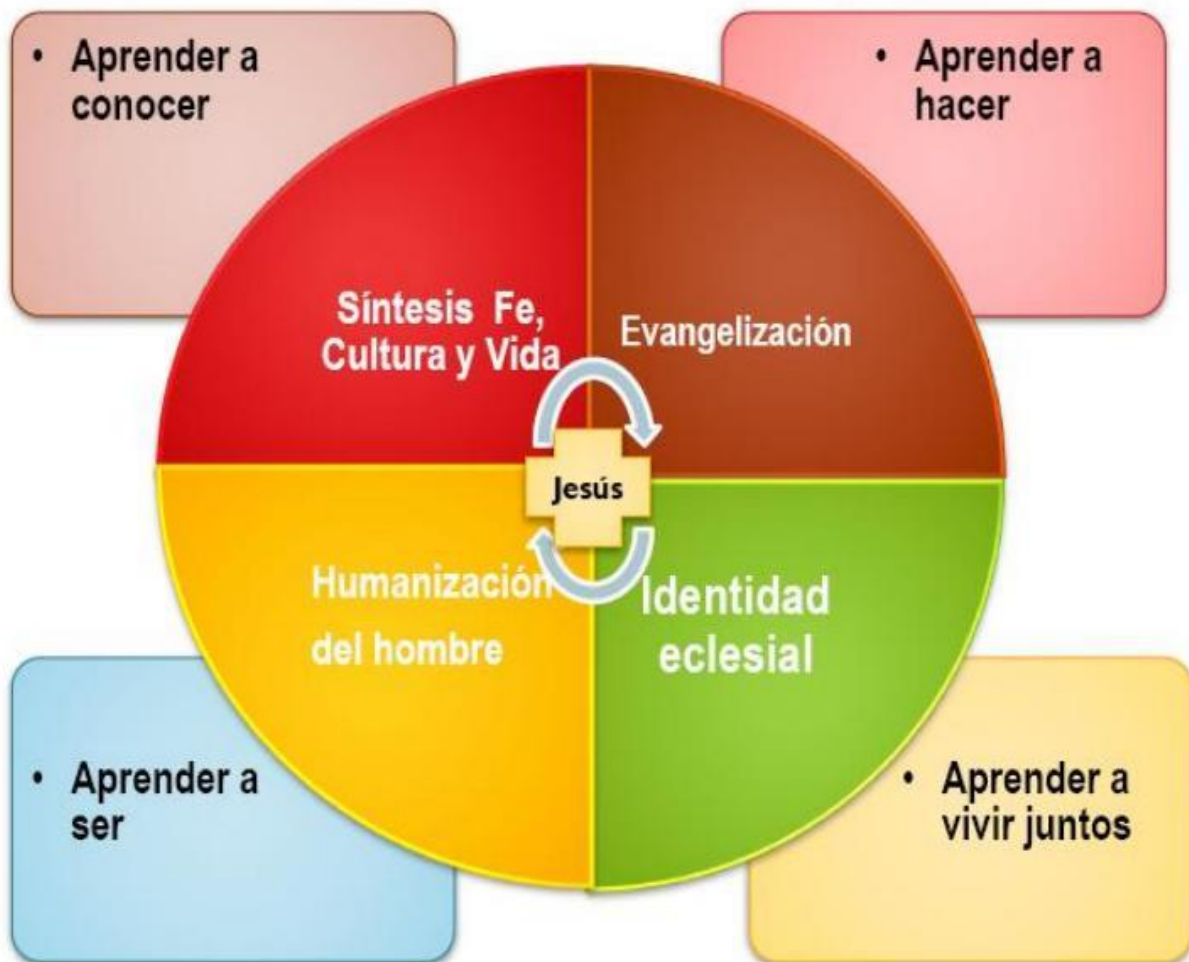 • Aprender a
conocer
• Aprender a
hacer
Síntesis Fe,
Cultura y Vida
Evangelización
Jesús
Humanización
del hombre
Identidad
eclesial
• Aprender a
ser
• Aprender a
vivir juntos